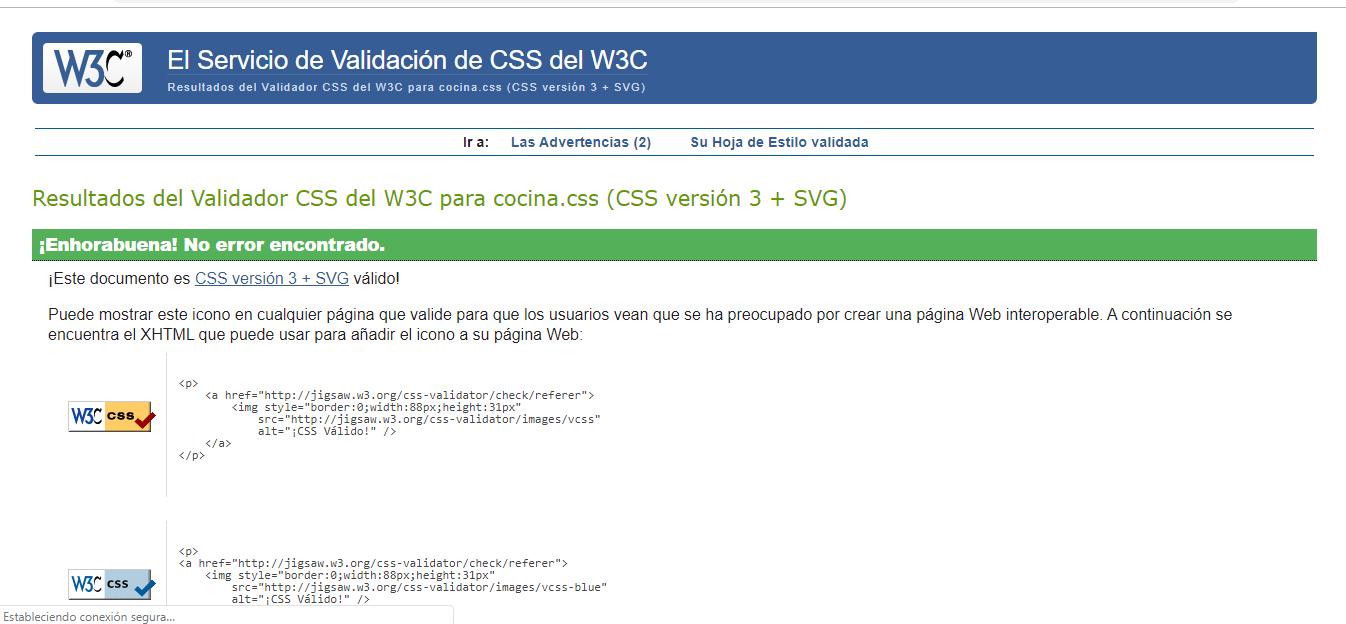 W3C®
El Servicio de Validación de CSS del W3C
Resultados del Validador CSS del W3C para cocina.css (CSS versión 3 + SVG)
Ir a: Las Advertencias (2) Su Hoja de Estilo validada
Resultados del Validador CSS del W3C para cocina.css (CSS versión 3 + SVG)
¡Enhorabuena! No error encontrado.
¡Este documento es CSS versión 3 + SVG válido!
Puede mostrar este icono en cualquier página que valide para que los usuarios vean que se ha preocupado por crear una página Web interoperable. A continuación se
encuentra el XHTML que puede usar para añadir el icono a su página Web:
W3C css
<p>
<a href="http://jigsaw.w3.org/css-validator/check/referer">
<img style="border:0;width:88px;height:31px"
src="http://jigsaw.w3.org/css-validator/images/vcss"
alt="¡CSS Válido!" />
</a>
</p>
W3C css
<p>
<a href="http://jigsaw.w3.org/css-validator/check/referer">
<img style="border:0;width:88px;height:31px"
src="http://jigsaw.w3.org/css-validator/images/vcss-blue"
alt="¡CSS Válido!" />
Estableciendo conexión segura...